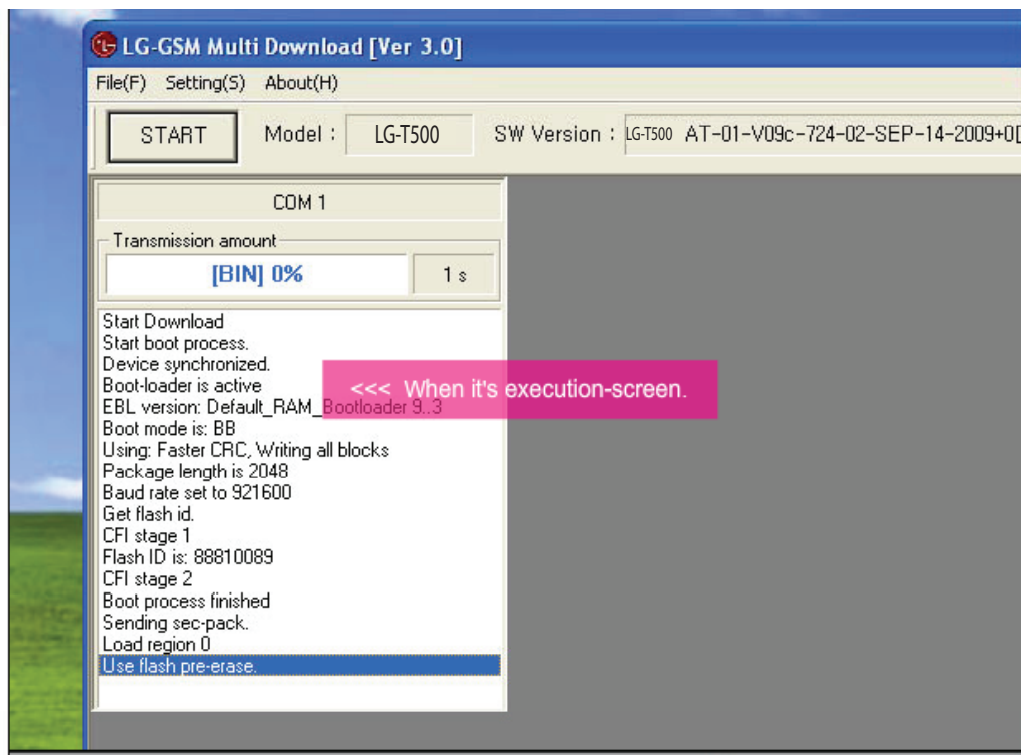 LG-GSM Multi Download [Ver 3.0]
File(F) Setting(S) About(H)
START Model : LG-T500 SW Version : LG-T500 AT-01-V09c-724-02-SEP-14-2009+0
COM 1
Transmission amount
[BIN] 0% 1 s
Start Download
Start boot process.
Device synchronized.
Boot-loader is active
<<< When it's execution-screen.
EBL version: Default_RAM_Bootloader 9..3
Boot mode is: BB
Using: Faster CRC, Writing all blocks
Package length is 2048
Baud rate set to 921600
Get flash id.
CFI stage 1
Flash ID is: 88810089
CFI stage 2
Boot process finished
Sending sec-pack.
Load region 0
Use flash pre-erase.